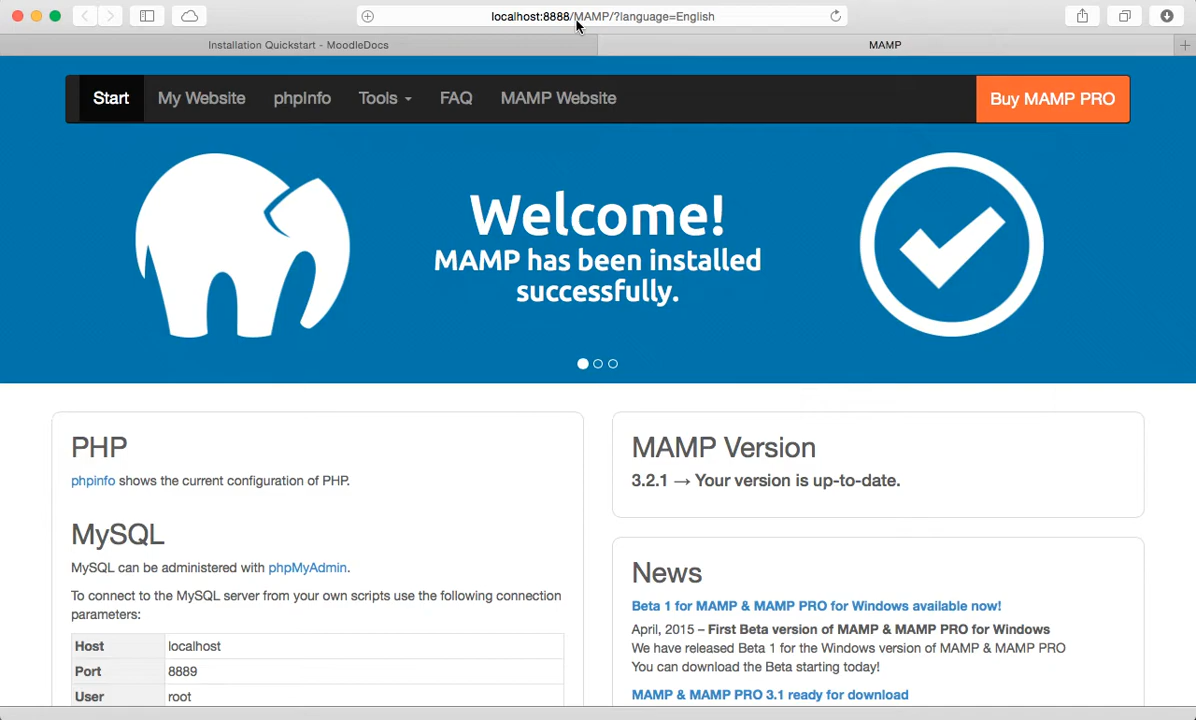 localhost:8888/MAMP/?language=English
Installation Quickstart - MoodleDocs
MAMP
Start
My Website
phpInfo
Tools
FAQ
MAMP Website
Buy MAMP PRO
Welcome!
MAMP has been installed
successfully.
PHP
phpinfo shows the current configuration of PHP.
MySQL
MySQL can be administered with phpMyAdmin.
To connect to the MySQL server from your own scripts use the following connection
parameters:
Host localhost
Port 8889
User root
MAMP Version
3.2.1 → Your version is up-to-date.
News
Beta 1 for MAMP & MAMP PRO for Windows available now!
April, 2015 – First Beta version of MAMP & MAMP PRO for Windows
We have released Beta 1 for the Windows version of MAMP & MAMP PRO
You can download the Beta starting today!
MAMP & MAMP PRO 3.1 ready for download